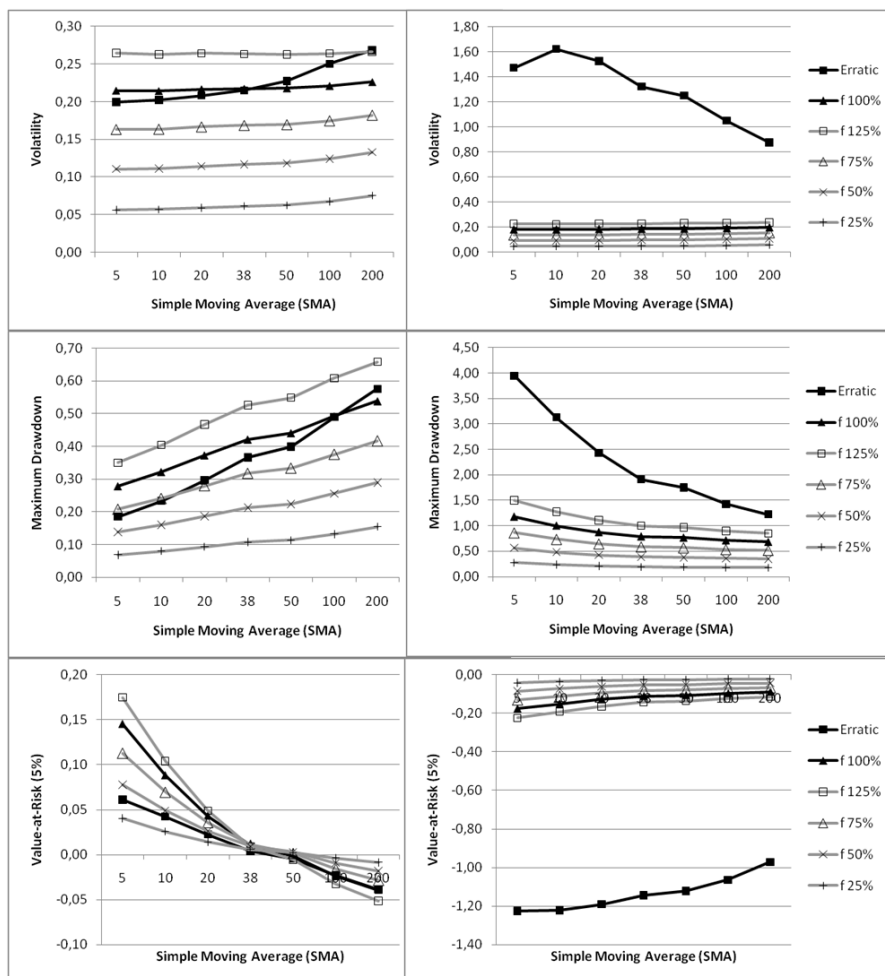 Volatility
0,30
0,25
0,20
0,15
0,10
0,05
0,00
5 10 20 38 50 100 200
Simple Moving Average (SMA)
Volatility
1,80
1,60
1,40
1,20
1,00
0,80
0,60
0,40
0,20
0,00
5 10 20 38 50 100 200
Simple Moving Average (SMA)
Erratic
f 100%
f 125%
f 75%
f 50%
f 25%
Maximum Drawdown
0,70
0,60
0,50
0,40
0,30
0,20
0,10
0,00
5 10 20 38 50 100 200
Simple Moving Average (SMA)
Maximum Drawdown
4,50
4,00
3,50
3,00
2,50
2,00
1,50
1,00
0,50
0,00
5 10 20 38 50 100 200
Simple Moving Average (SMA)
Erratic
f 100%
f 125%
f 75%
f 50%
f 25%
Value-at-Risk (5%)
0,20
0,15
0,10
0,05
0,00
-0,05
-0,10
5 10 20 38 50 100 200
Simple Moving Average (SMA)
Value-at-Risk (5%)
0,00
-0,20
-0,40
-0,60
-0,80
-1,00
-1,20
-1,40
200
Simple Moving Average (SMA)
Erratic
f 100%
f 125%
f 75%
f 50%
f 25%